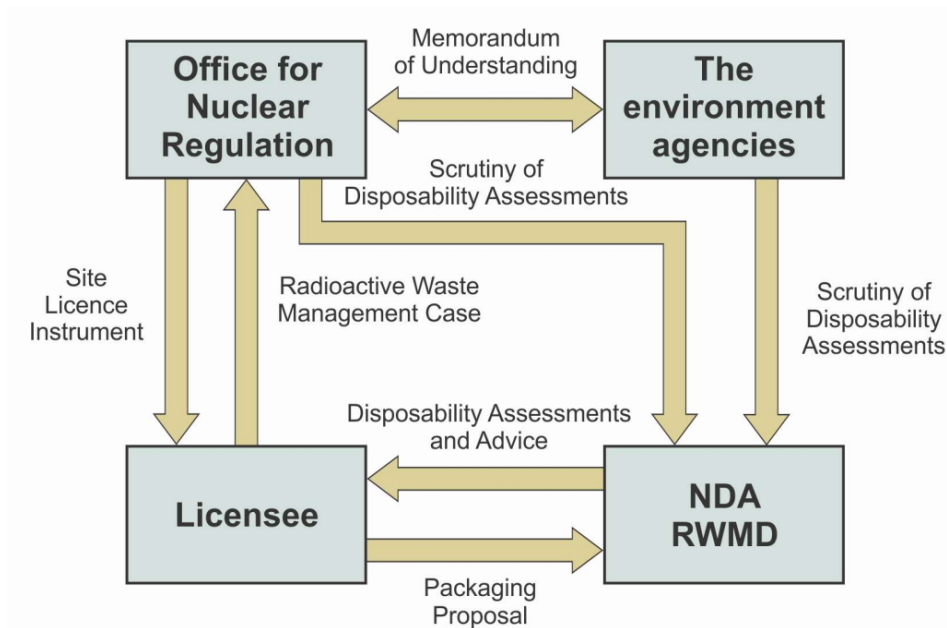 Office for
Nuclear
Regulation
Memorandum
of Understanding
The
environment
agencies
Scrutiny of
Disposability Assessments
Site
Licence
Instrument
Radioactive Waste
Management Case
Scrutiny of
Disposability
Assessments
Disposability Assessments
and Advice
Licensee
NDA
RWMD
Packaging
Proposal